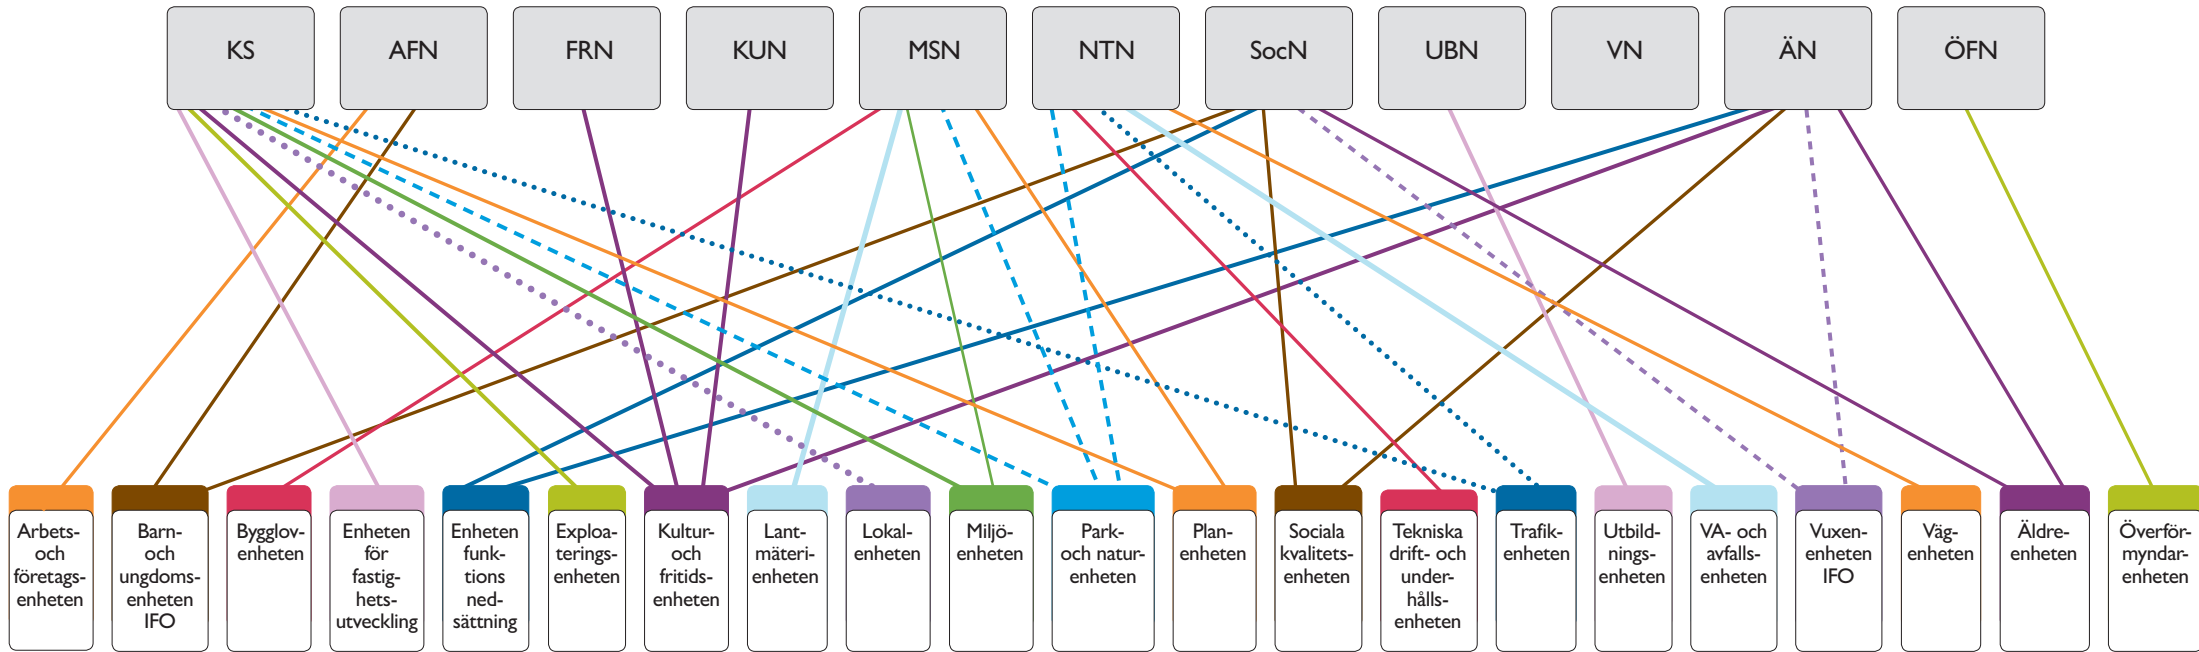 KS
AFN
FRN
KUN
MSN
NTN
SocN
UBN
VN
ÄN
ÖFN
Arbets-
och
företags-
enheten
Barn-
och
ungdoms-
enheten
IFO
Bygglov-
enheten
Enheten
för
fastig-
hets-
utveckling
Enheten
funk-
tions
ned-
sättning
Exploa-
terings-
enheten
Kultur-
och
fritids-
enheten
Lant-
mäteri-
enheten
Lokal-
enheten
Miljö-
enheten
Park-
och natur-
enheten
Plan-
enheten
Sociala
kvalitets-
enheten
Tekniska
drift- och
under-
hålls-
enheten
Trafik-
enheten
Utbild-
nings-
enheten
VA- och
avfalls-
enheten
Vuxen-
enheten
IFO
Väg-
enheten
Äldre-
enheten
Överför-
myndar-
enheten